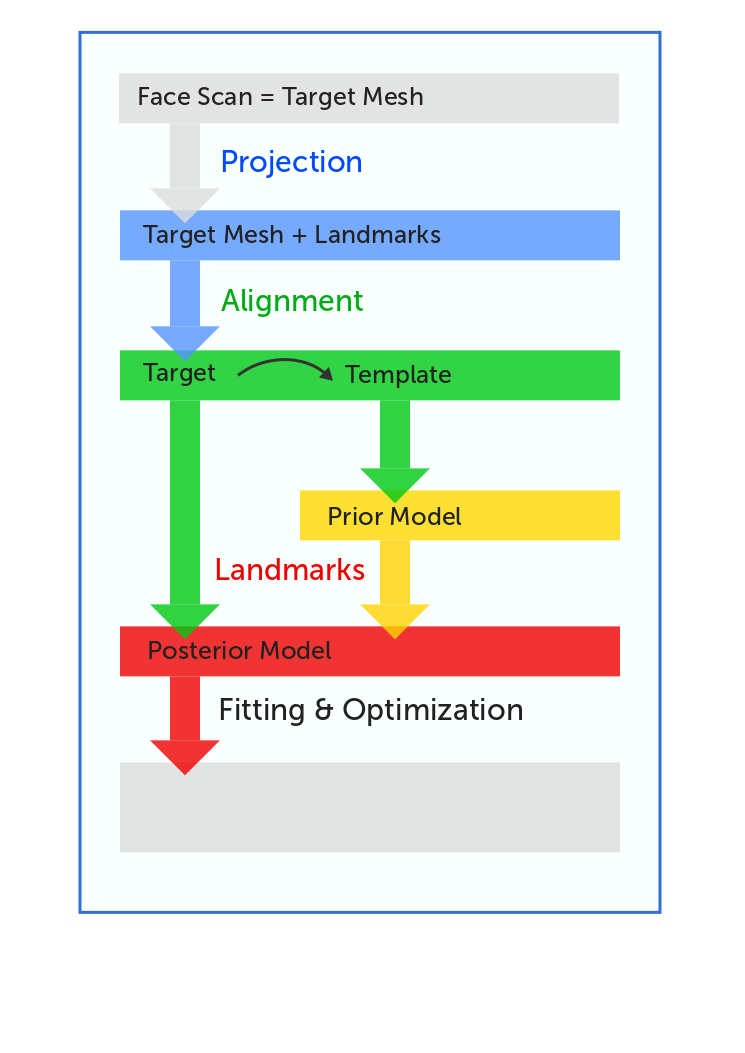 Face Scan = Target Mesh
Projection
Target Mesh + Landmarks
Alignment
Target Template
Prior Model
Landmarks
Posterior Model
Fitting & Optimization